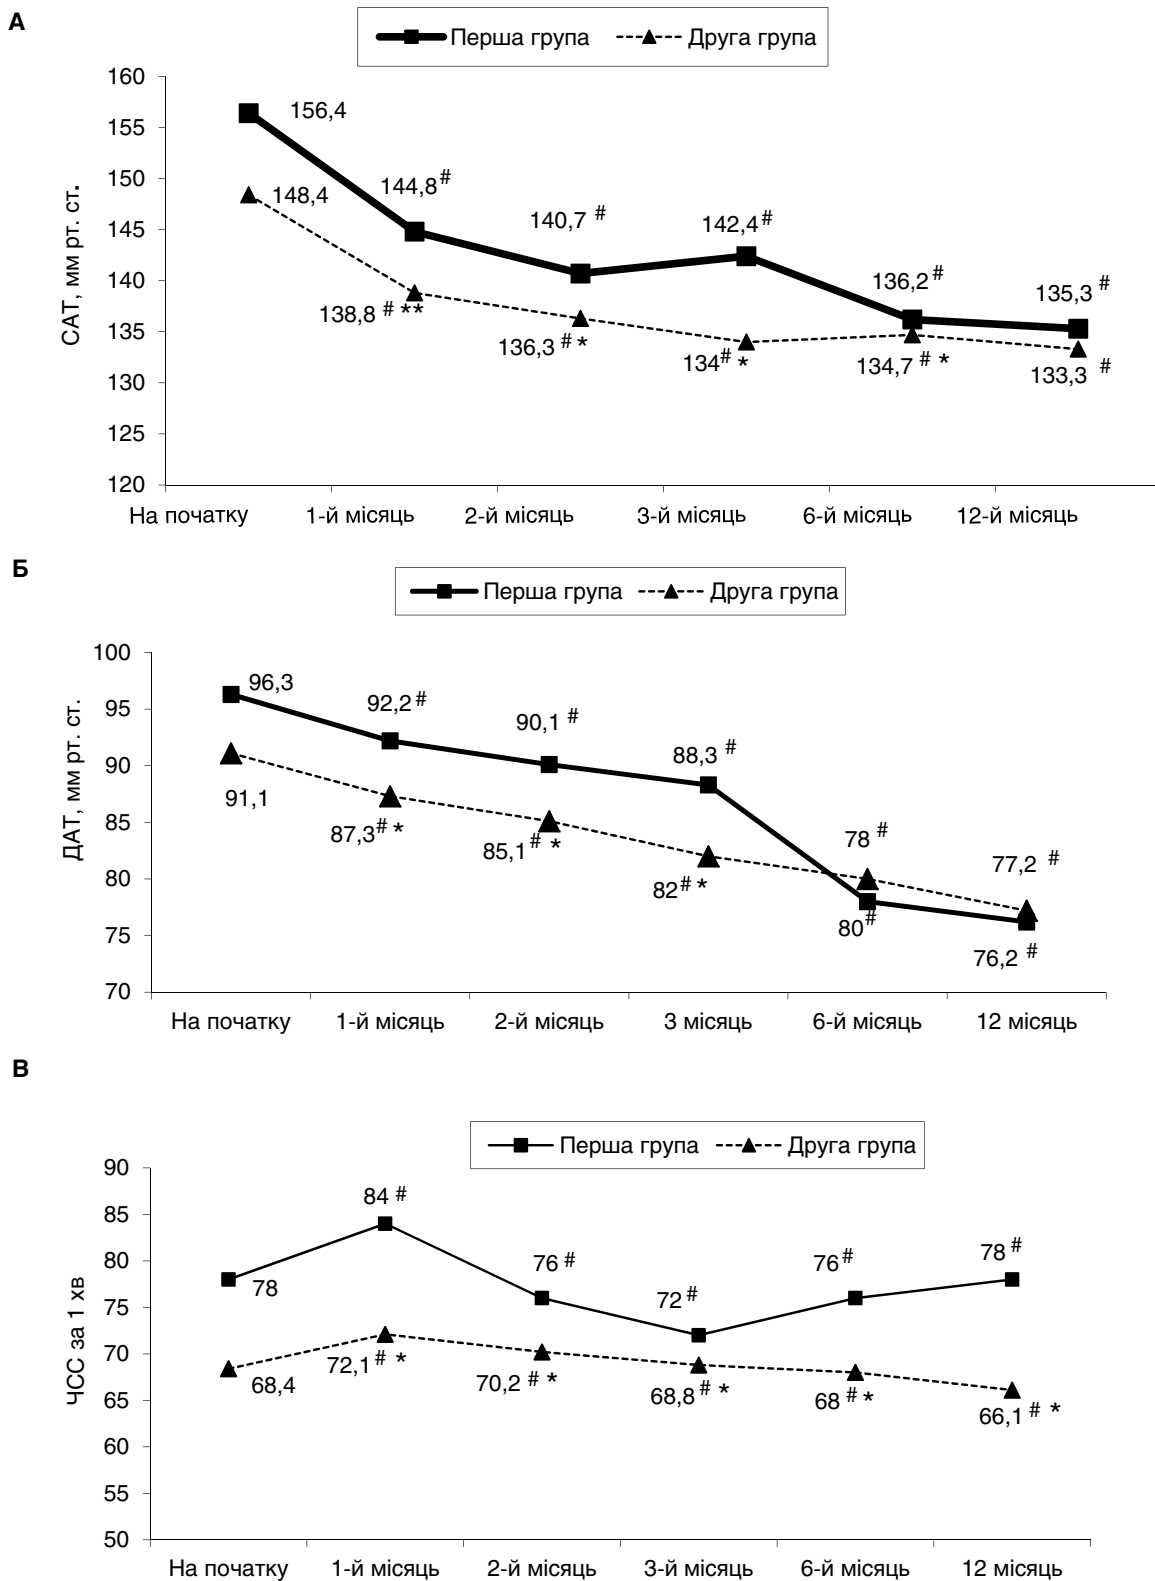 А
Перша група Друга група
160
155
150
145
140
135
130
125
120
САТ, мм рт. ст.
156,4
148,4
144,8 #
138,8 # **
140,7 #
136,3 # *
142,4 #
134 # *
136,2 #
134,7 # *
135,3 #
133,3 #
На початку 1-й місяць 2-й місяць 3-й місяць 6-й місяць 12-й місяць
Б
Перша група Друга група
100
95
90
85
80
75
70
ДАТ, мм рт. ст.
96,3
91,1
92,2 #
87,3 # *
90,1 #
85,1 # *
88,3 #
82 # *
78 #
80 #
77,2 #
76,2 #
На початку 1-й місяць 2-й місяць 3 місяць 6-й місяць 12 місяць
В
Перша група Друга група
90
85
80
75
70
65
60
55
50
ЧСС за 1 хв
78
68,4
84 #
72,1 # *
76 #
70,2 # *
72 #
68,8 # *
76 #
68 # *
78 #
66,1 # *
На початку 1-й місяць 2-й місяць 3-й місяць 6-й місяць 12 місяць